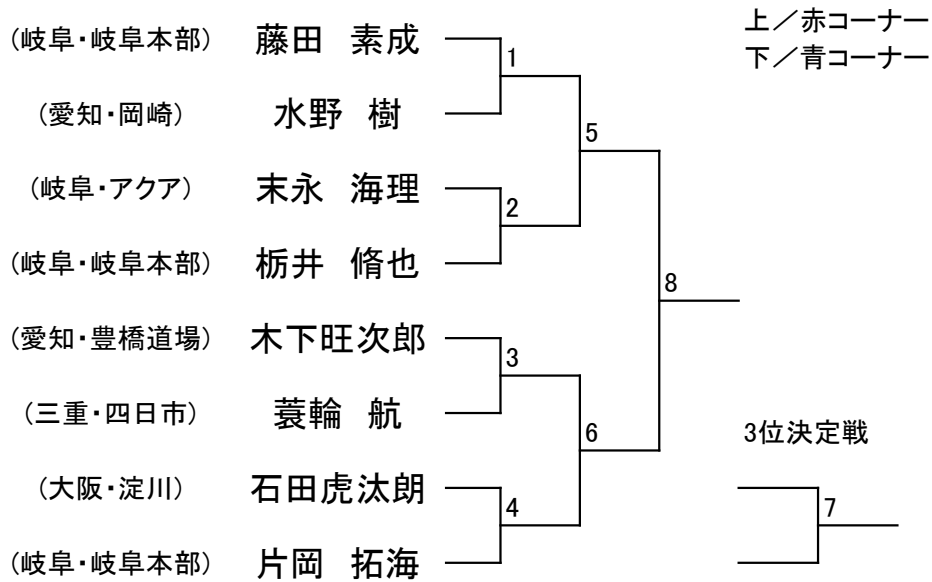 上／赤コーナー
下／青コーナー
(岐阜・岐阜本部) 藤田　素成
1
(愛知・岡崎) 水野　樹
5
(岐阜・アクア) 末永　海理
2
(岐阜・岐阜本部) 栃井　脩也
8
(愛知・豊橋道場) 木下旺次郎
3
(三重・四日市) 蓑輪　航
6
3位決定戦
(大阪・淀川) 石田虎汰朗
4
7
(岐阜・岐阜本部) 片岡　拓海